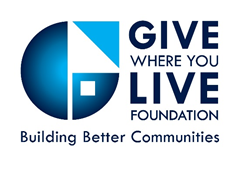 GIVE
WHERE YOU
LIVE
FOUNDATION
Building Better Communities